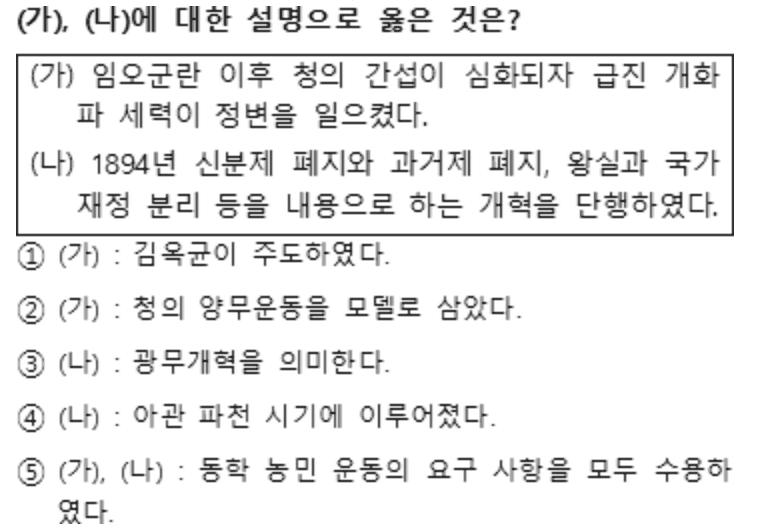 (가), (나)에 대한 설명으로 옳은 것은?
(가) 임오군란 이후 청의 간섭이 심화되자 급진 개화
파 세력이 정변을 일으켰다.
(나) 1894년 신분제 폐지와 과거제 폐지, 왕실과 국가
재정 분리 등을 내용으로 하는 개혁을 단행하였다.
① (가) : 김옥균이 주도하였다.
② (가) : 청의 양무운동을 모델로 삼았다.
③ (나) : 광무개혁을 의미한다.
④ (나) : 아관 파천 시기에 이루어졌다.
⑤ (가), (나) : 동학 농민 운동의 요구 사항을 모두 수용하
였다.